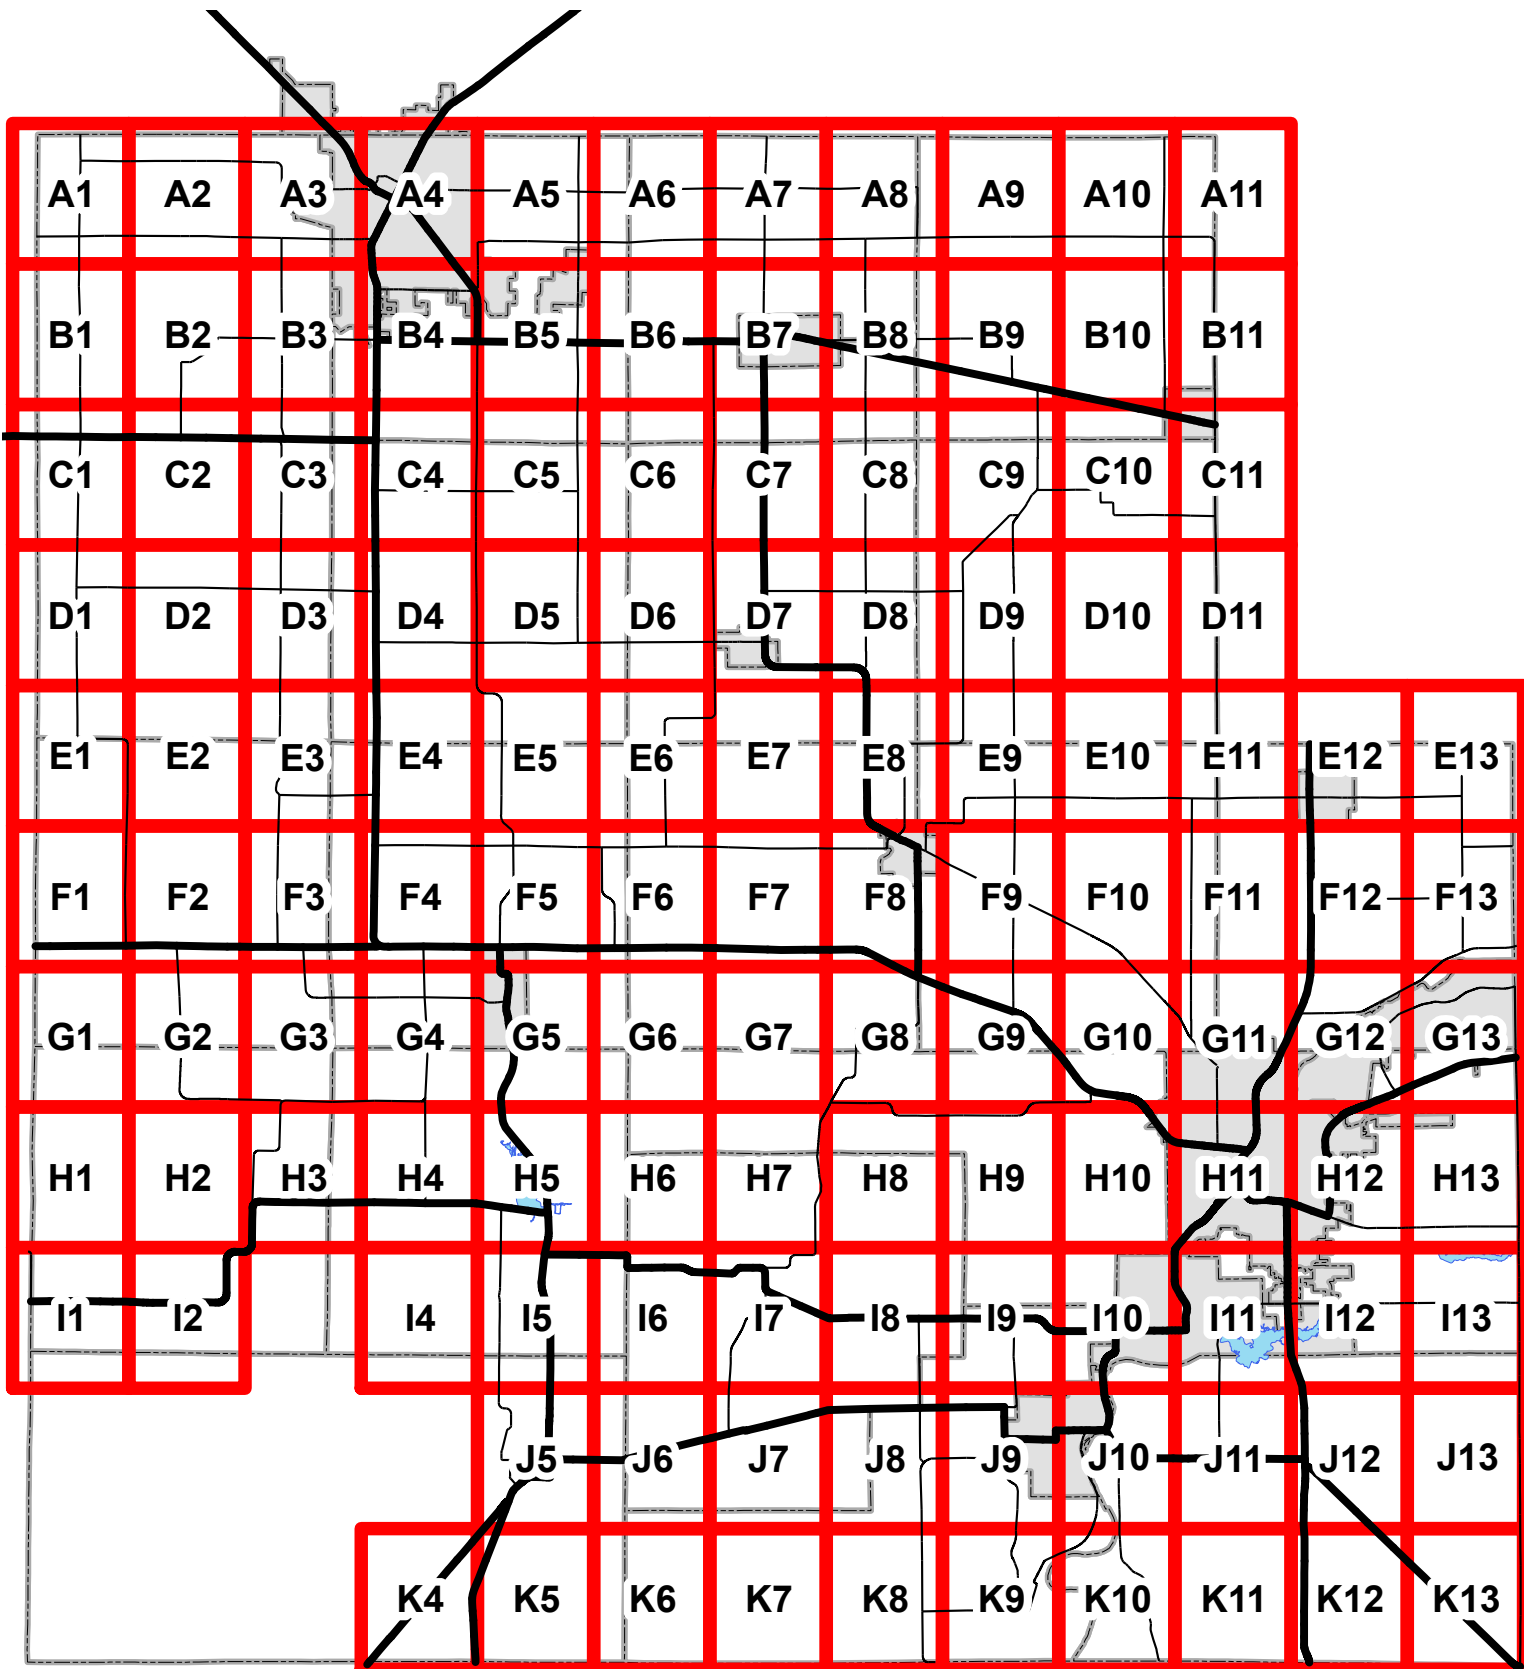 A1 A2 A3 A4 A5 A6 A7 A8 A9 A10 A11
B1 B2 B3 B4 B5 B6 B7 B8 B9 B10 B11
C1 C2 C3 C4 C5 C6 C7 C8 C9 C10 C11
D1 D2 D3 D4 D5 D6 D7 D8 D9 D10 D11
E1 E2 E3 E4 E5 E6 E7 E8 E9 E10 E11 E12 E13
F1 F2 F3 F4 F5 F6 F7 F8 F9 F10 F11 F12 F13
G1 G2 G3 G4 G5 G6 G7 G8 G9 G10 G11 G12 G13
H1 H2 H3 H4 H5 H6 H7 H8 H9 H10 H11 H12 H13
I1 I2 I4 I5 I6 I7 I8 I9 I10 I11 I12 I13
J5 J6 J7 J8 J9 J10 J11 J12 J13
K4 K5 K6 K7 K8 K9 K10 K11 K12 K13